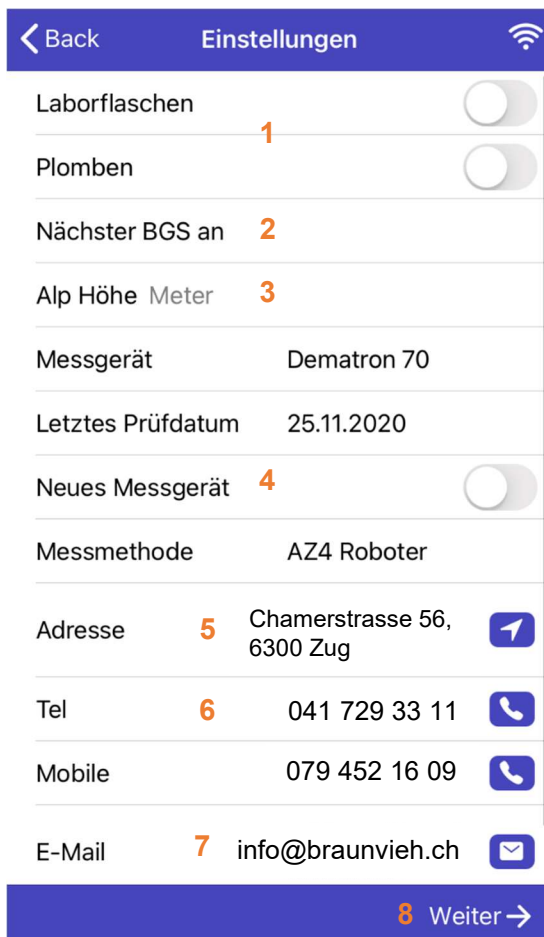 Back Einstellungen
Laborflaschen
1
Plomben
Nächster BGS an 2
Alp Höhe Meter 3
Messgerät Dematron 70
Letztes Prüfdatum 25.11.2020
Neues Messgerät 4
Messmethode AZ4 Roboter
Adresse 5 Chamerstrasse 56,
6300 Zug
Tel 6 041 729 33 11
Mobile 079 452 16 09
E-Mail 7 info@braunvieh.ch
8 Weiter